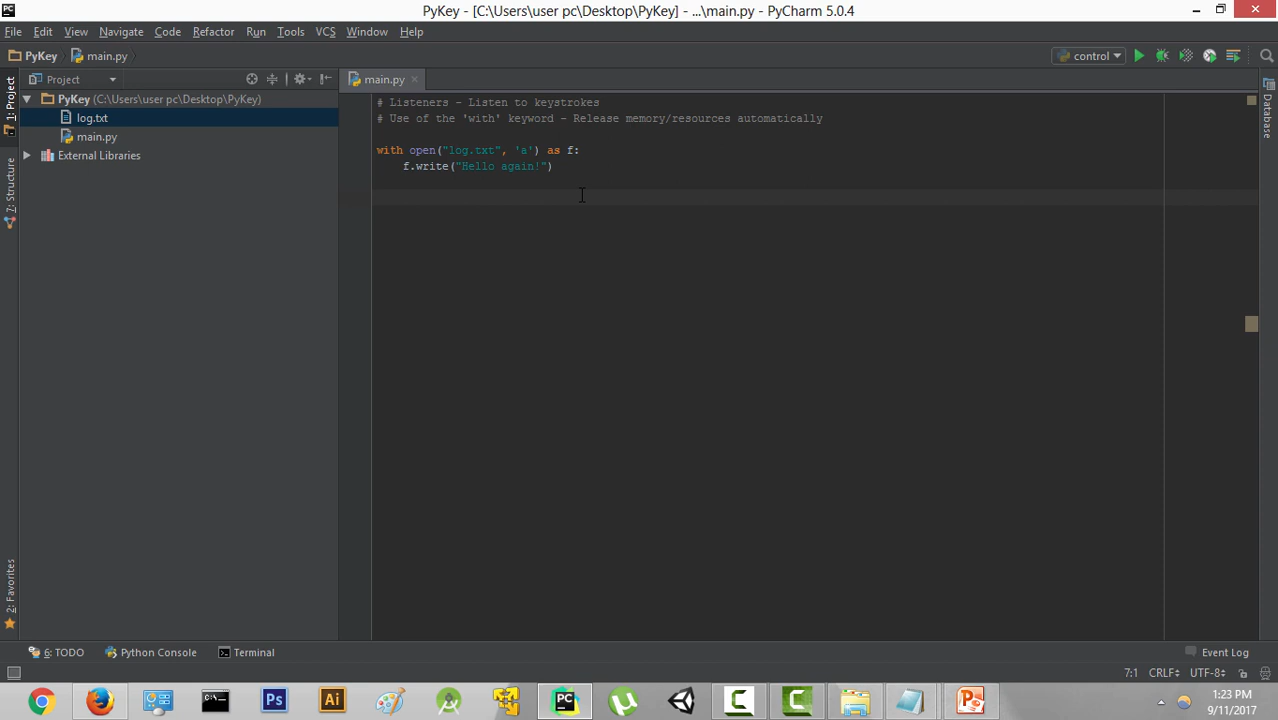 PyKey - [C:\Users\user pc\Desktop\PyKey] - ...\main.py - PyCharm 5.0.4
File Edit View Navigate Code Refactor Run Tools VCS Window Help
PyKey main.py control
1: Project
7: Structure
2: Favorites
Project
PyKey (C:\Users\user pc\Desktop\PyKey)
log.txt
main.py
External Libraries
main.py
# Listeners - Listen to keystrokes
# Use of the 'with' keyword - Release memory/resources automatically
with open("log.txt", 'a') as f:
f.write("Hello again!")
Database
6: TODO Python Console Terminal Event Log
7:1 CRLF UTF-8
Ps Ai PC C C
1:23 PM
9/11/2017